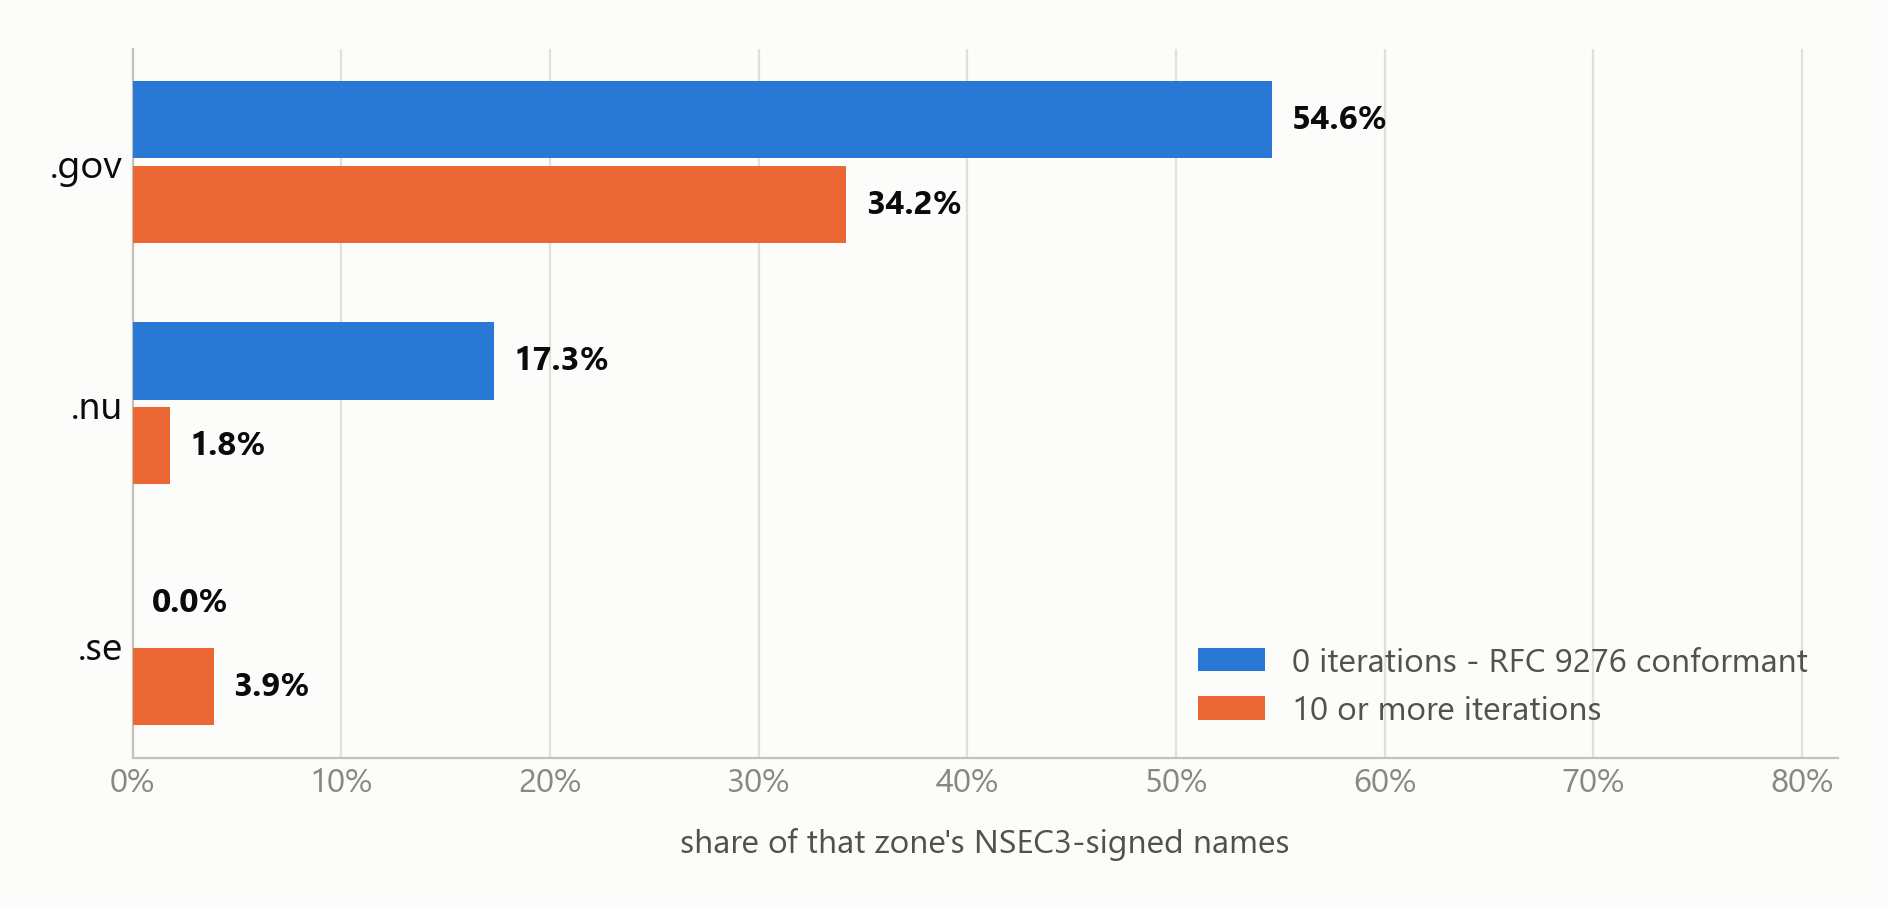 54.6%
.gov
34.2%
17.3%
.nu
1.8%
0.0%
.se
3.9%
0 iterations - RFC 9276 conformant
10 or more iterations
0% 10% 20% 30% 40% 50% 60% 70% 80%
share of that zone's NSEC3-signed names